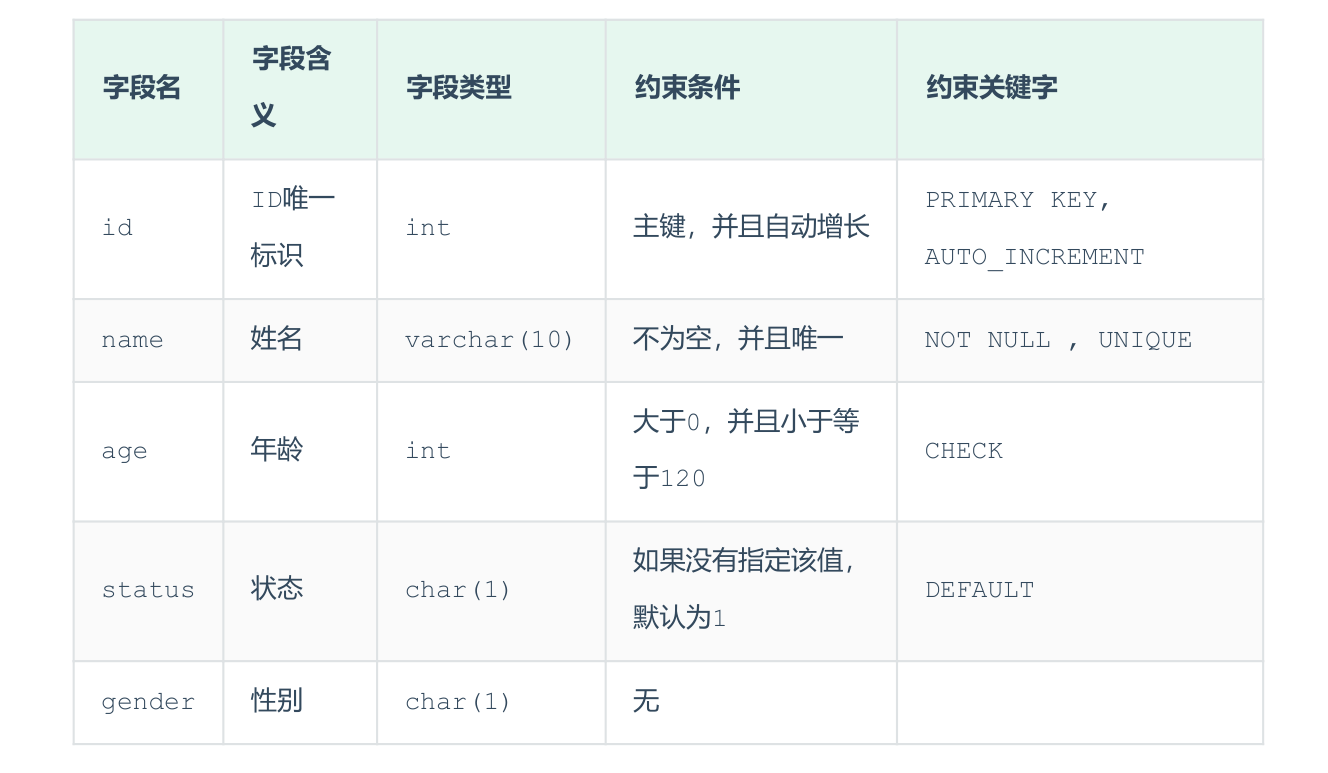 字段名 字段含义 字段类型 约束条件 约束关键字
id ID唯一标识 int 主键，并且自动增长 PRIMARY KEY, AUTO_INCREMENT
name 姓名 varchar(10) 不为空，并且唯一 NOT NULL , UNIQUE
age 年龄 int 大于0，并且小于等于120 CHECK
status 状态 char(1) 如果没有指定该值，默认为1 DEFAULT
gender 性别 char(1) 无